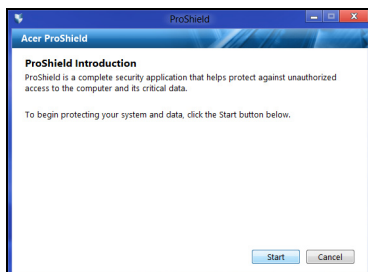 ProShield
Acer ProShield
ProShield Introduction
ProShield is a complete security application that helps protect against unauthorized
access to the computer and its critical data.
To begin protecting your system and data, click the Start button below.
Start
Cancel